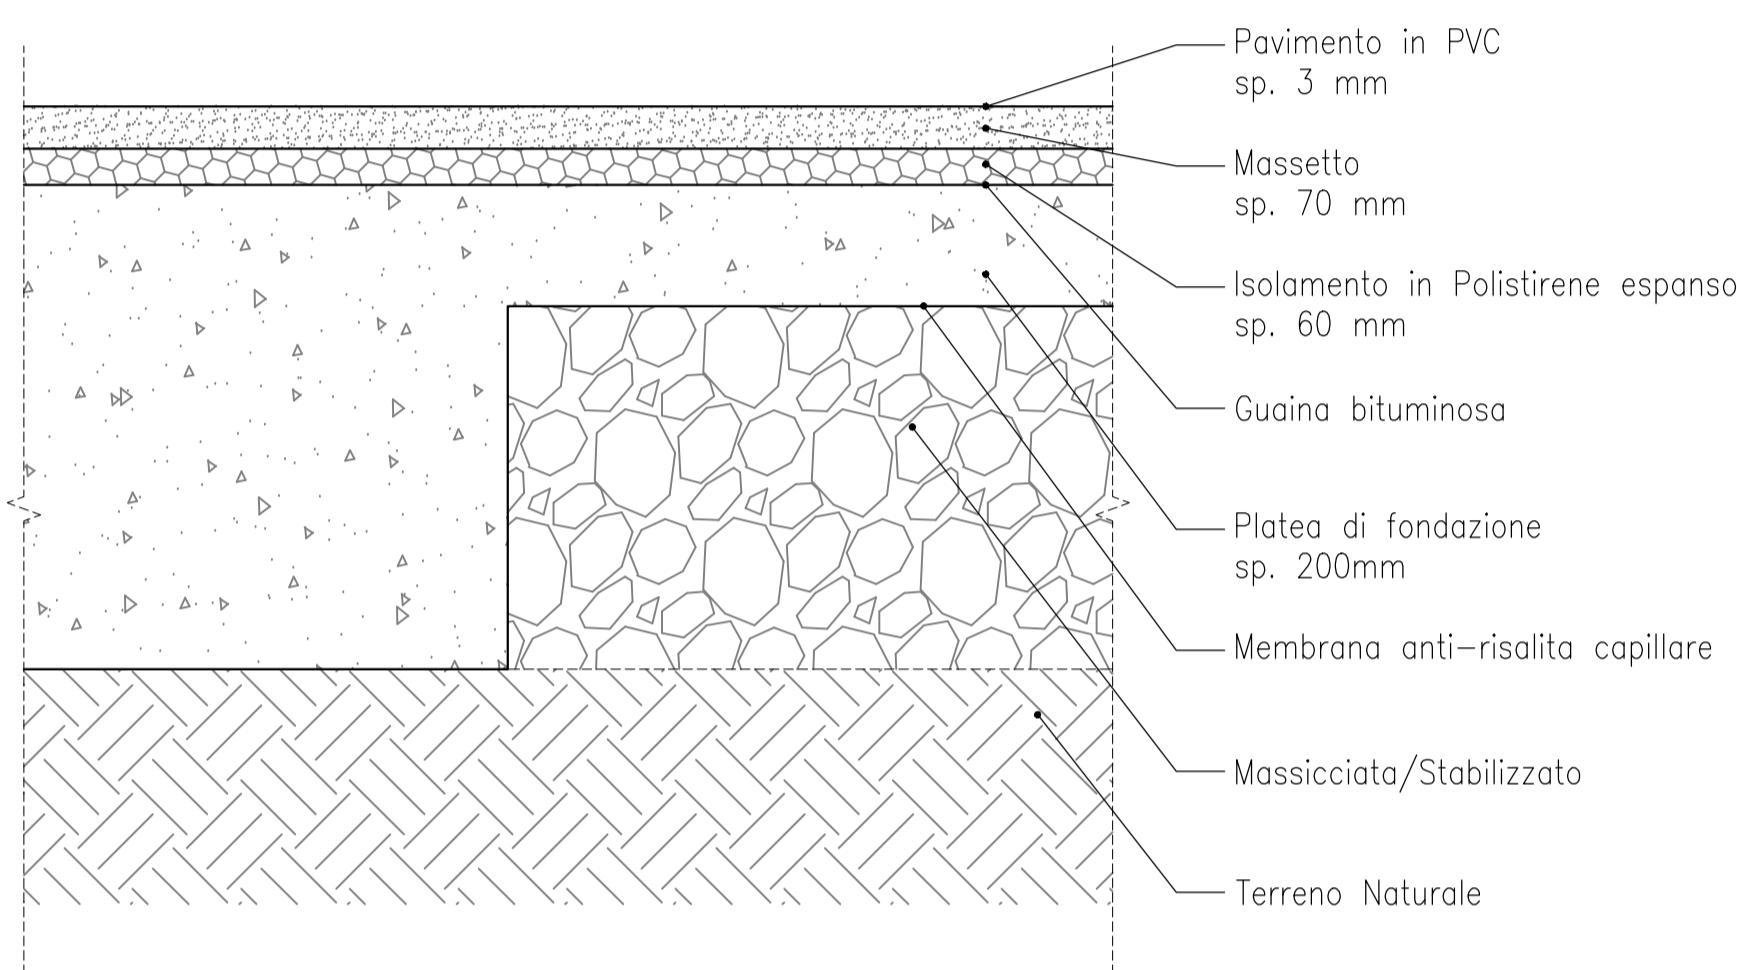 Pavimento in PVC
sp. 3 mm
Massetto
sp. 70 mm
Isolamento in Polistirene espanso
sp. 60 mm
Guaina bituminosa
Platea di fondazione
sp. 200mm
Membrana anti-risalita capillare
Massicciata/Stabilizzato
Terreno Naturale